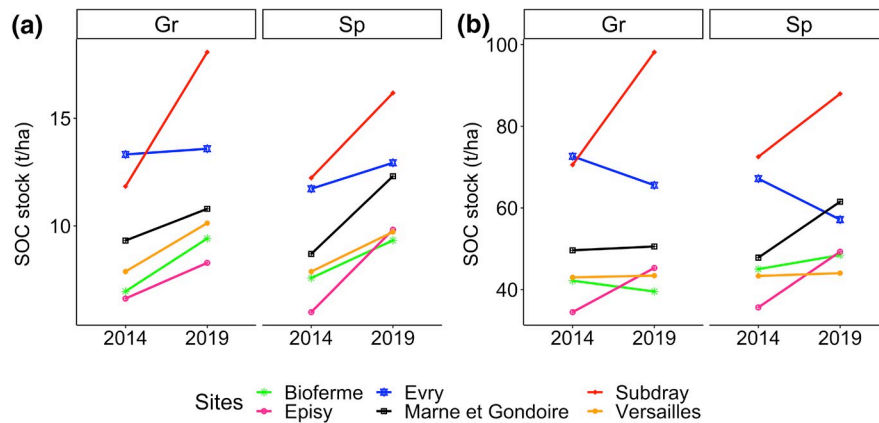 (a)
Gr
Sp
SOC stock (t/ha)
15
10
2014
2019
2014
2019
(b)
Gr
Sp
SOC stock (t/ha)
100
80
60
40
2014
2019
2014
2019
Sites
Bioferme
Evry
Subdray
Episy
Marne et Gondoire
Versailles